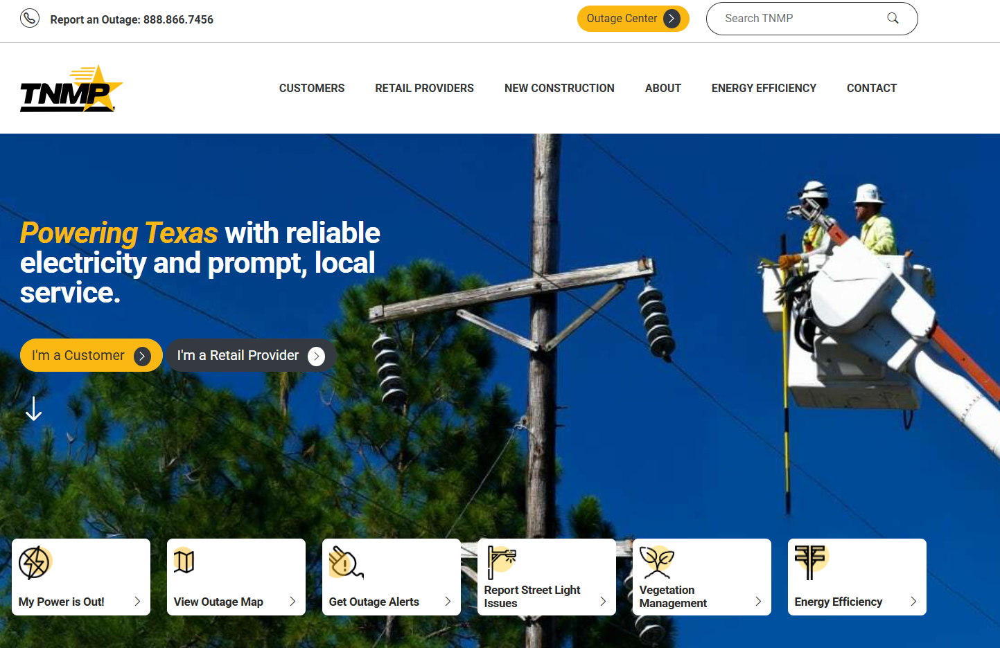 Report an Outage: 888.866.7456
Outage Center
Search TNMP
TNMP
CUSTOMERS
RETAIL PROVIDERS
NEW CONSTRUCTION
ABOUT
ENERGY EFFICIENCY
CONTACT
Powering Texas with reliable
electricity and prompt, local
service.
I'm a Customer
I'm a Retail Provider
My Power is Out!
View Outage Map
Get Outage Alerts
Report Street Light
Issues
Vegetation
Management
Energy Efficiency